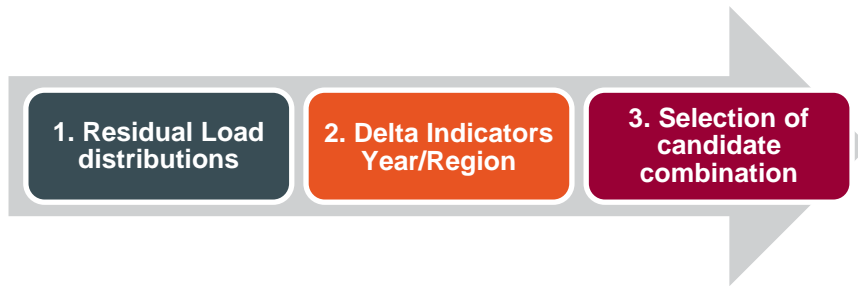 1. Residual Load
distributions
2. Delta Indicators
Year/Region
3. Selection of
candidate
combination